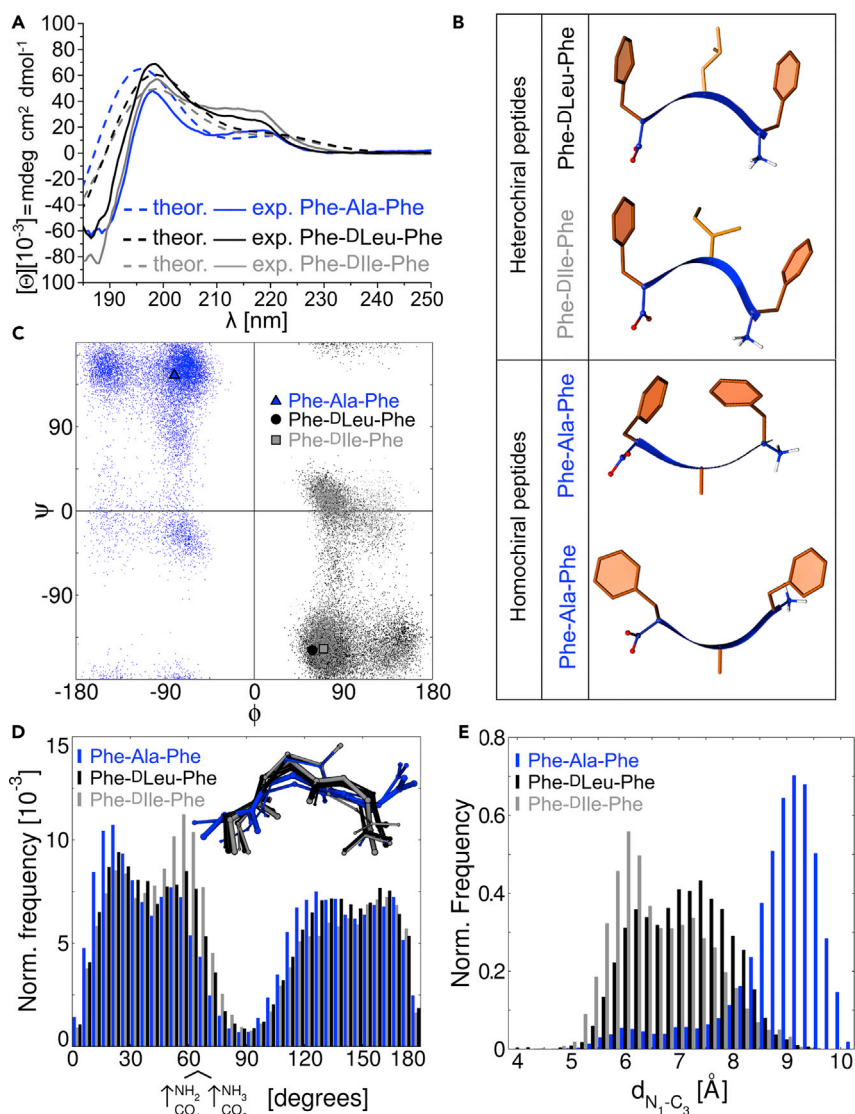 A
[Θ][10⁻³]=mdeg cm² dmol⁻¹
100
80
60
40
20
0
20
40
60
80
100
theor. exp. Phe-Ala-Phe
theor. exp. Phe-ᴰLeu-Phe
theor. exp. Phe-ᴰIle-Phe
190 200 210 220 230 240 250
λ [nm]
B
Heterochiral peptides
Phe-ᴰLeu-Phe
Phe-ᴰIle-Phe
Homochiral peptides
Phe-Ala-Phe
Phe-Ala-Phe
C
Ψ
90
0
-90
Phe-Ala-Phe
Phe-ᴰLeu-Phe
Phe-ᴰIle-Phe
-180 -90 0 90 180
ϕ
D
Norm. frequency [10⁻³]
15
10
5
0
Phe-Ala-Phe
Phe-ᴰLeu-Phe
Phe-ᴰIle-Phe
0 30 60 90 120 150 180
[degrees]
NH₂ NH₃
E
Norm. Frequency
0.8
0.6
0.4
0.2
0
Phe-Ala-Phe
Phe-ᴰLeu-Phe
Phe-ᴰIle-Phe
4 5 6 7 8 9 10
d N₁-C₃ [Å]